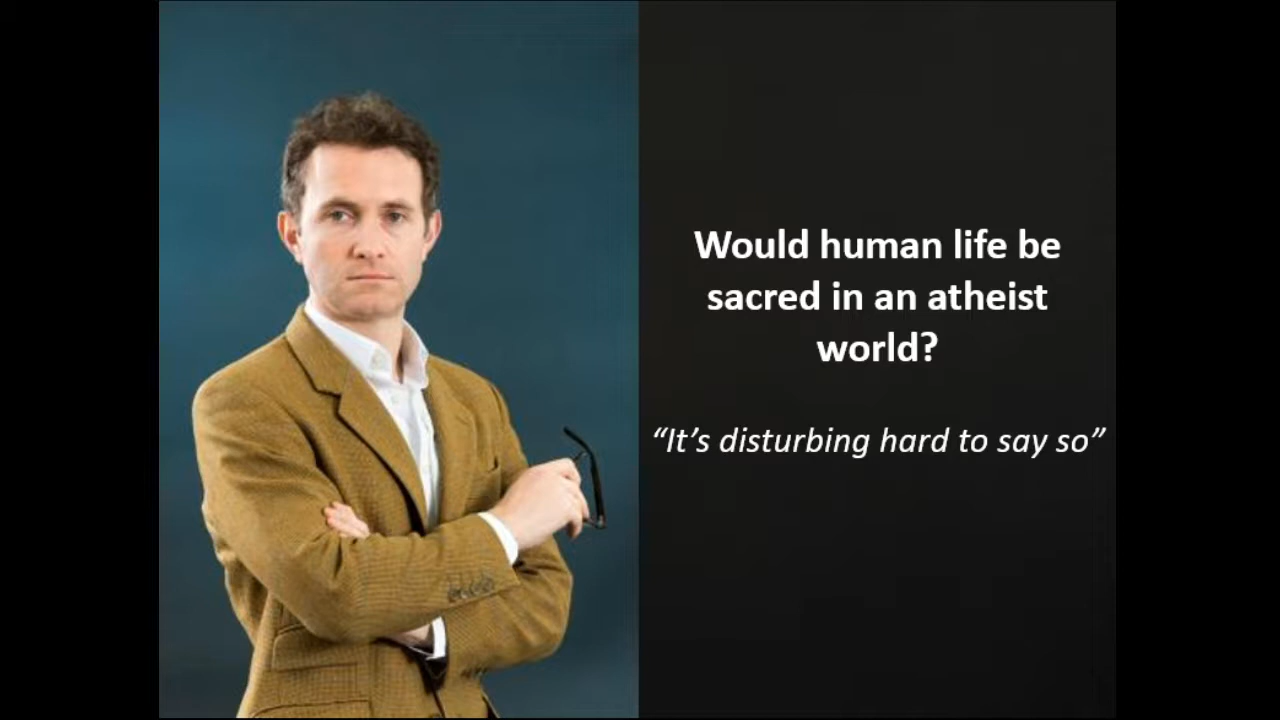 Would human life be
sacred in an atheist
world?
“It’s disturbing hard to say so”